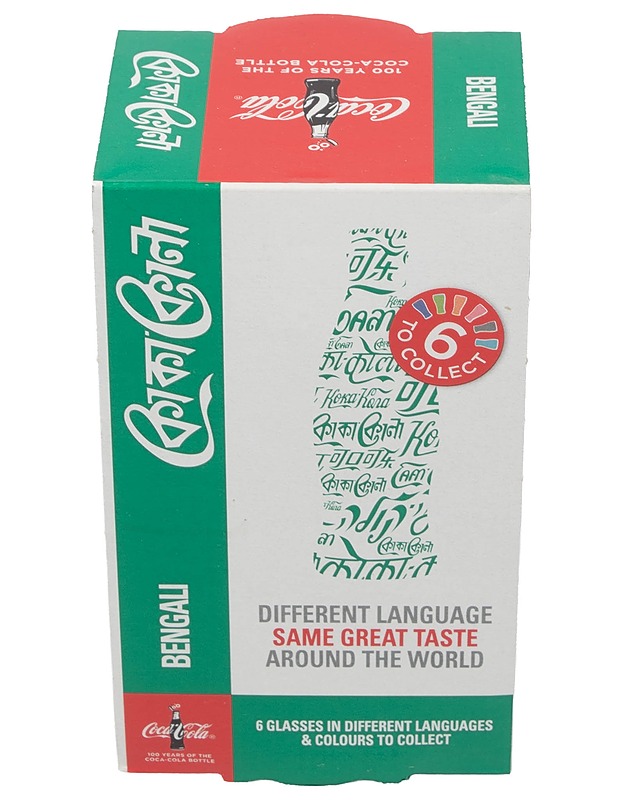 কোকা-কোলা
100 YEARS OF THE
COCA-COLA BOTTLE
Coca-Cola
BENGALI
কোকা-কোলা
BENGALI
6
TO COLLECT
Кока-Кола
কোকা কোলা
কোকা কোলা
কোকা কোলা
DIFFERENT LANGUAGE
SAME GREAT TASTE
AROUND THE WORLD
Coca-Cola
100 YEARS OF THE
COCA-COLA BOTTLE
6 GLASSES IN DIFFERENT LANGUAGES
& COLOURS TO COLLECT